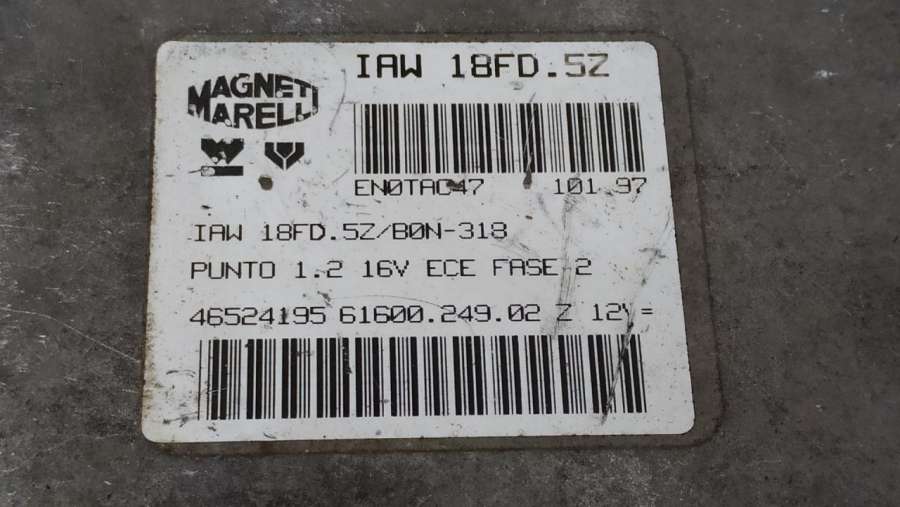 MAGNETI
MARELLI
IAW 18FD.5Z
EN0TAC47 101.97
IAW 18FD.5Z/B0N-318
PUNTO 1.2 16V ECE FASE 2
46524195 61600.249.02 Z 12V =